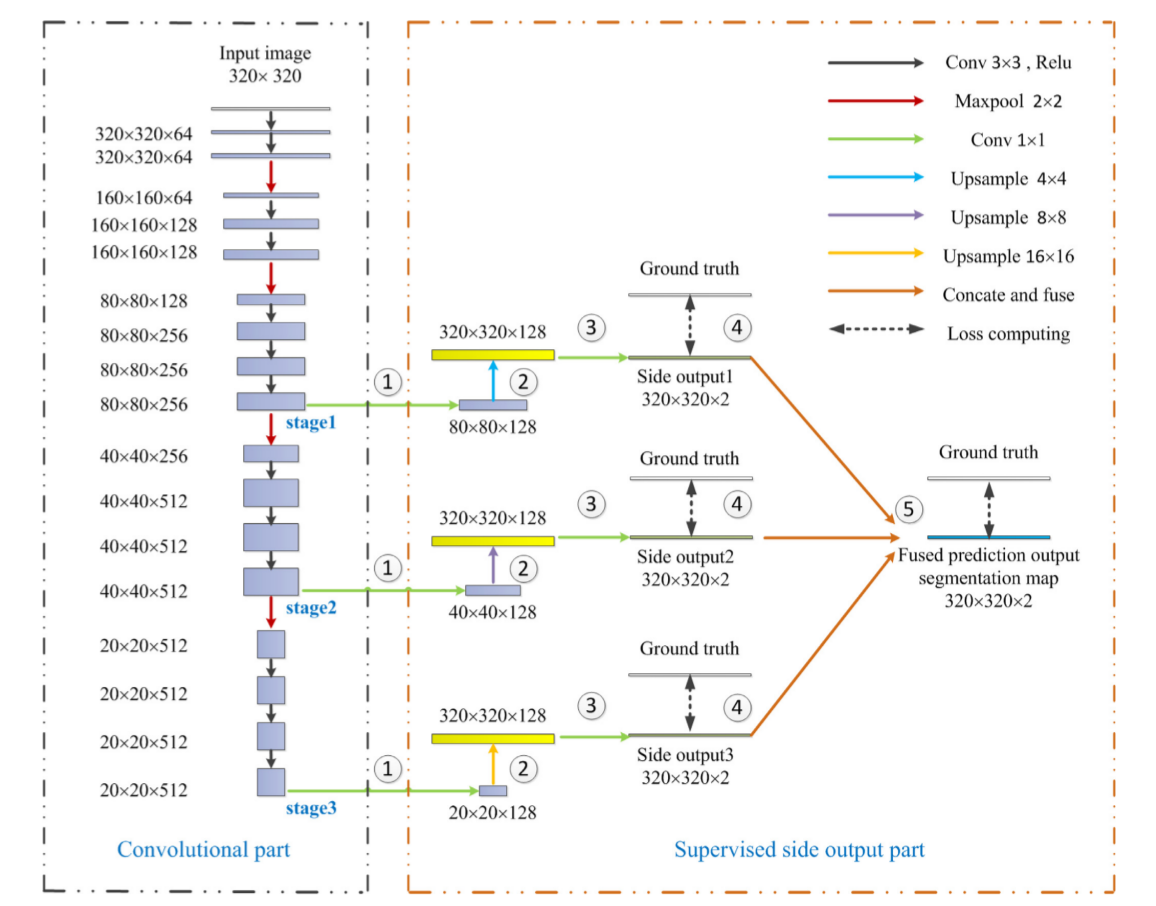 Input image
320× 320
320×320×64
320×320×64
160×160×64
160×160×128
160×160×128
80×80×128
80×80×256
80×80×256
80×80×256
stage1
40×40×256
40×40×512
40×40×512
40×40×512
stage2
20×20×512
20×20×512
20×20×512
20×20×512
stage3
Convolutional part
Conv 3×3 , Relu
Maxpool 2×2
Conv 1×1
Upsample 4×4
Upsample 8×8
Upsample 16×16
Concate and fuse
Loss computing
1
320×320×128
2
80×80×128
3
Ground truth
4
Side output1
320×320×2
1
320×320×128
2
40×40×128
3
Ground truth
4
Side output2
320×320×2
1
320×320×128
2
20×20×128
3
Ground truth
4
Side output3
320×320×2
5
Ground truth
Fused prediction output
segmentation map
320×320×2
Supervised side output part